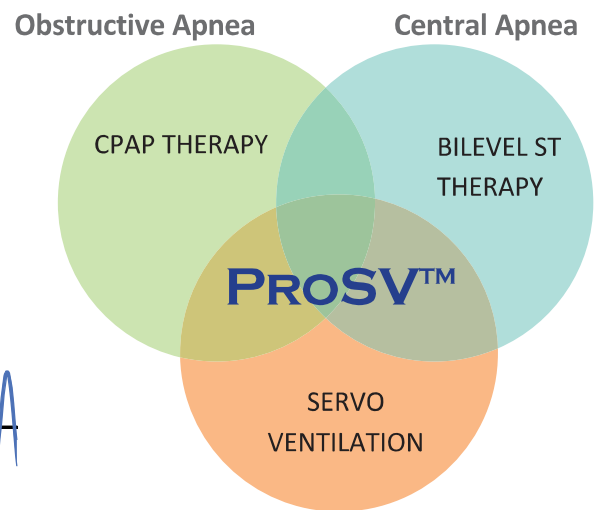 Obstructive Apnea
Central Apnea
CPAP THERAPY
BILEVEL ST
THERAPY
PROSV™
SERVO
VENTILATION